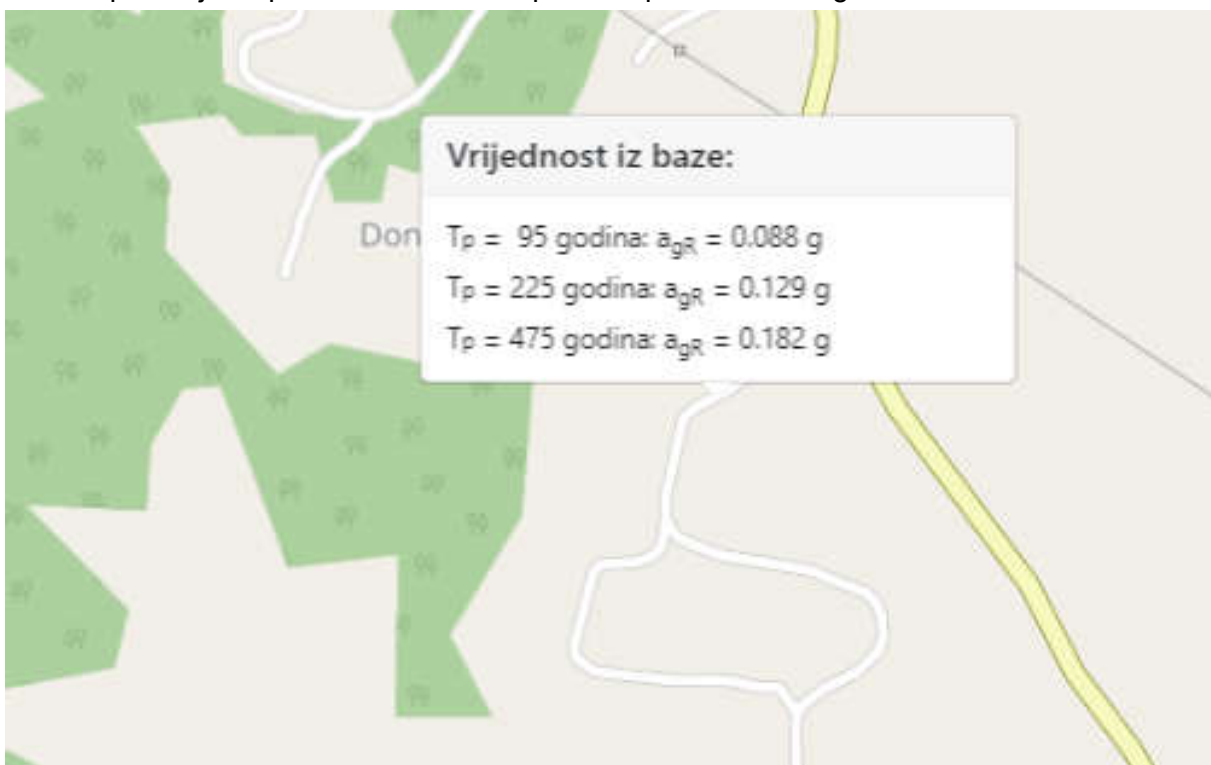 Vrijednost iz baze:
Don
Tp = 95 godina: agR = 0.088 g
Tp = 225 godina: agR = 0.129 g
Tp = 475 godina: agR = 0.182 g